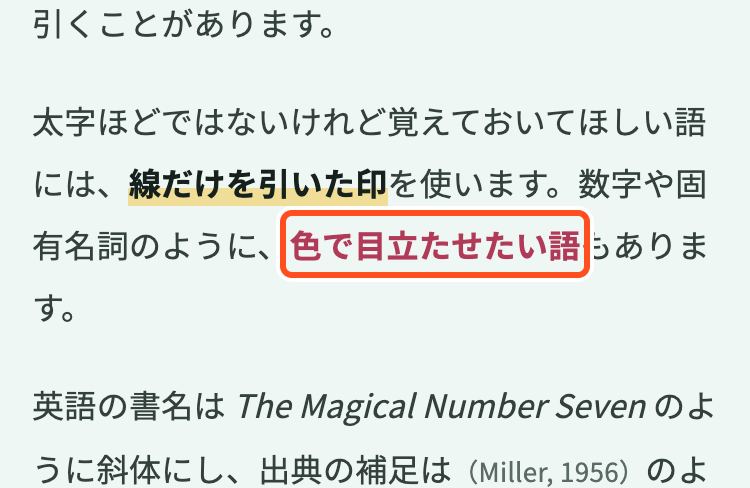 引くことがあります。
太字ほどではないけれど覚えておいてほしい語
には、線だけを引いた印を使います。数字や固
有名詞のように、色で目立たせたい語もありま
す。
英語の書名は The Magical Number Seven のよ
うに斜体にし、出典の補足は（Miller, 1956）のよ